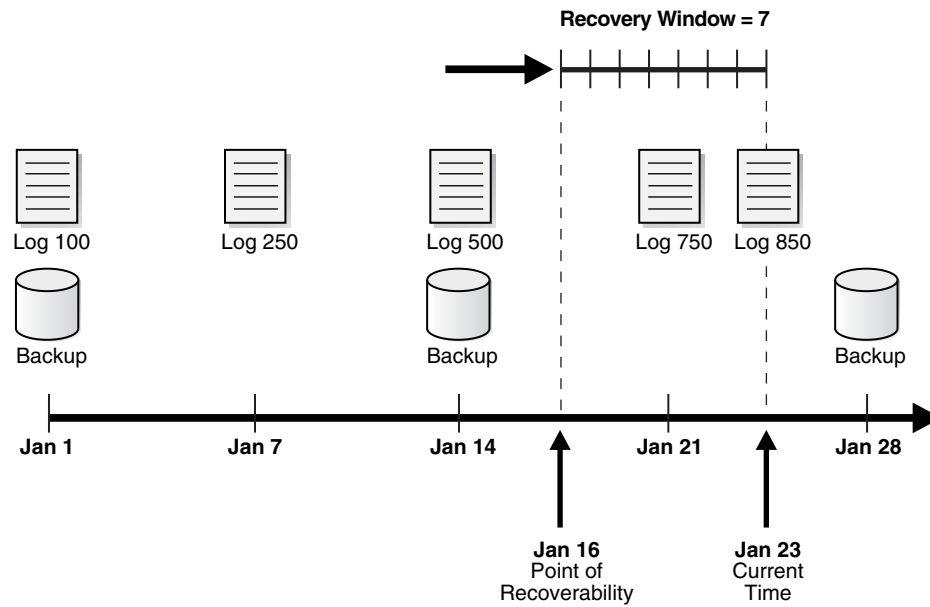 Recovery Window = 7
Log 100
Log 250
Log 500
Log 750
Log 850
Backup
Backup
Backup
Jan 1
Jan 7
Jan 14
Jan 21
Jan 28
Jan 16
Point of
Recoverability
Jan 23
Current
Time